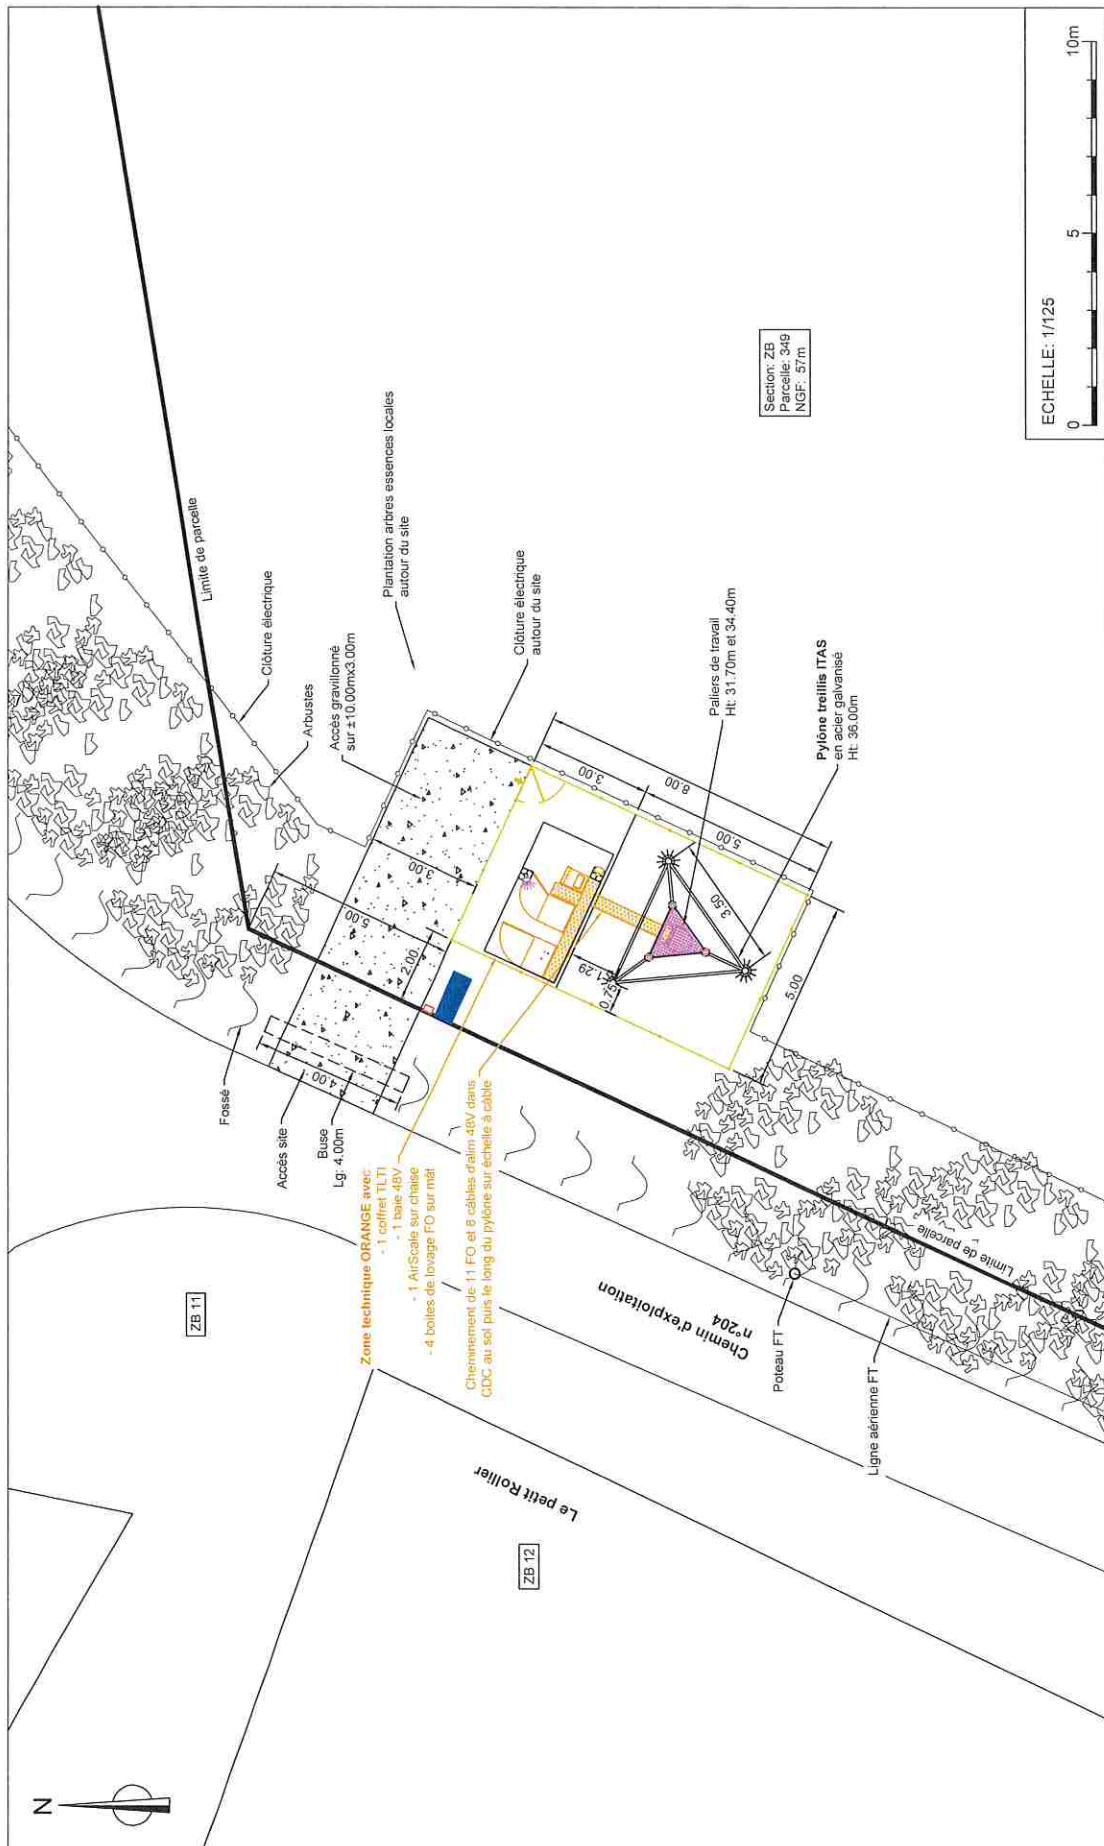 N
ZB 11
Fossé
Accès site
Buse
Lg: 4.00m
Limite de parcelle
Clôture électrique
Arbustes
Accès gravillonné
sur ±10.00mx3.00m
Plantation arbres essences locales
autour du site
Clôture électrique
autour du site
4.00
5.00
3.00
2.00
Zone technique ORANGE avec:
- 1 coffret TLTI
- 1 baie 48V
- 1 AirScale sur chaise
- 4 boites de lovage FO sur mât
Cheminement de 11 FO et 8 câbles d'alim 48V dans
CDC au sol puis le long du pylône sur échelle à câble
3.00
5.00
8.00
1.29
0.75
3.50
5.00
Paliers de travail
Ht: 31.70m et 34.40m
Pylône treillis ITAS
en acier galvanisé
Ht: 36.00m
Le petit Rollier
ZB 12
Chemin d'exploitation
n°204
Poteau FT
Ligne aérienne FT
Limite de parcelle
Section: ZB
Parcelle: 349
NGF: 57m
ECHELLE: 1/125
0
5
10m